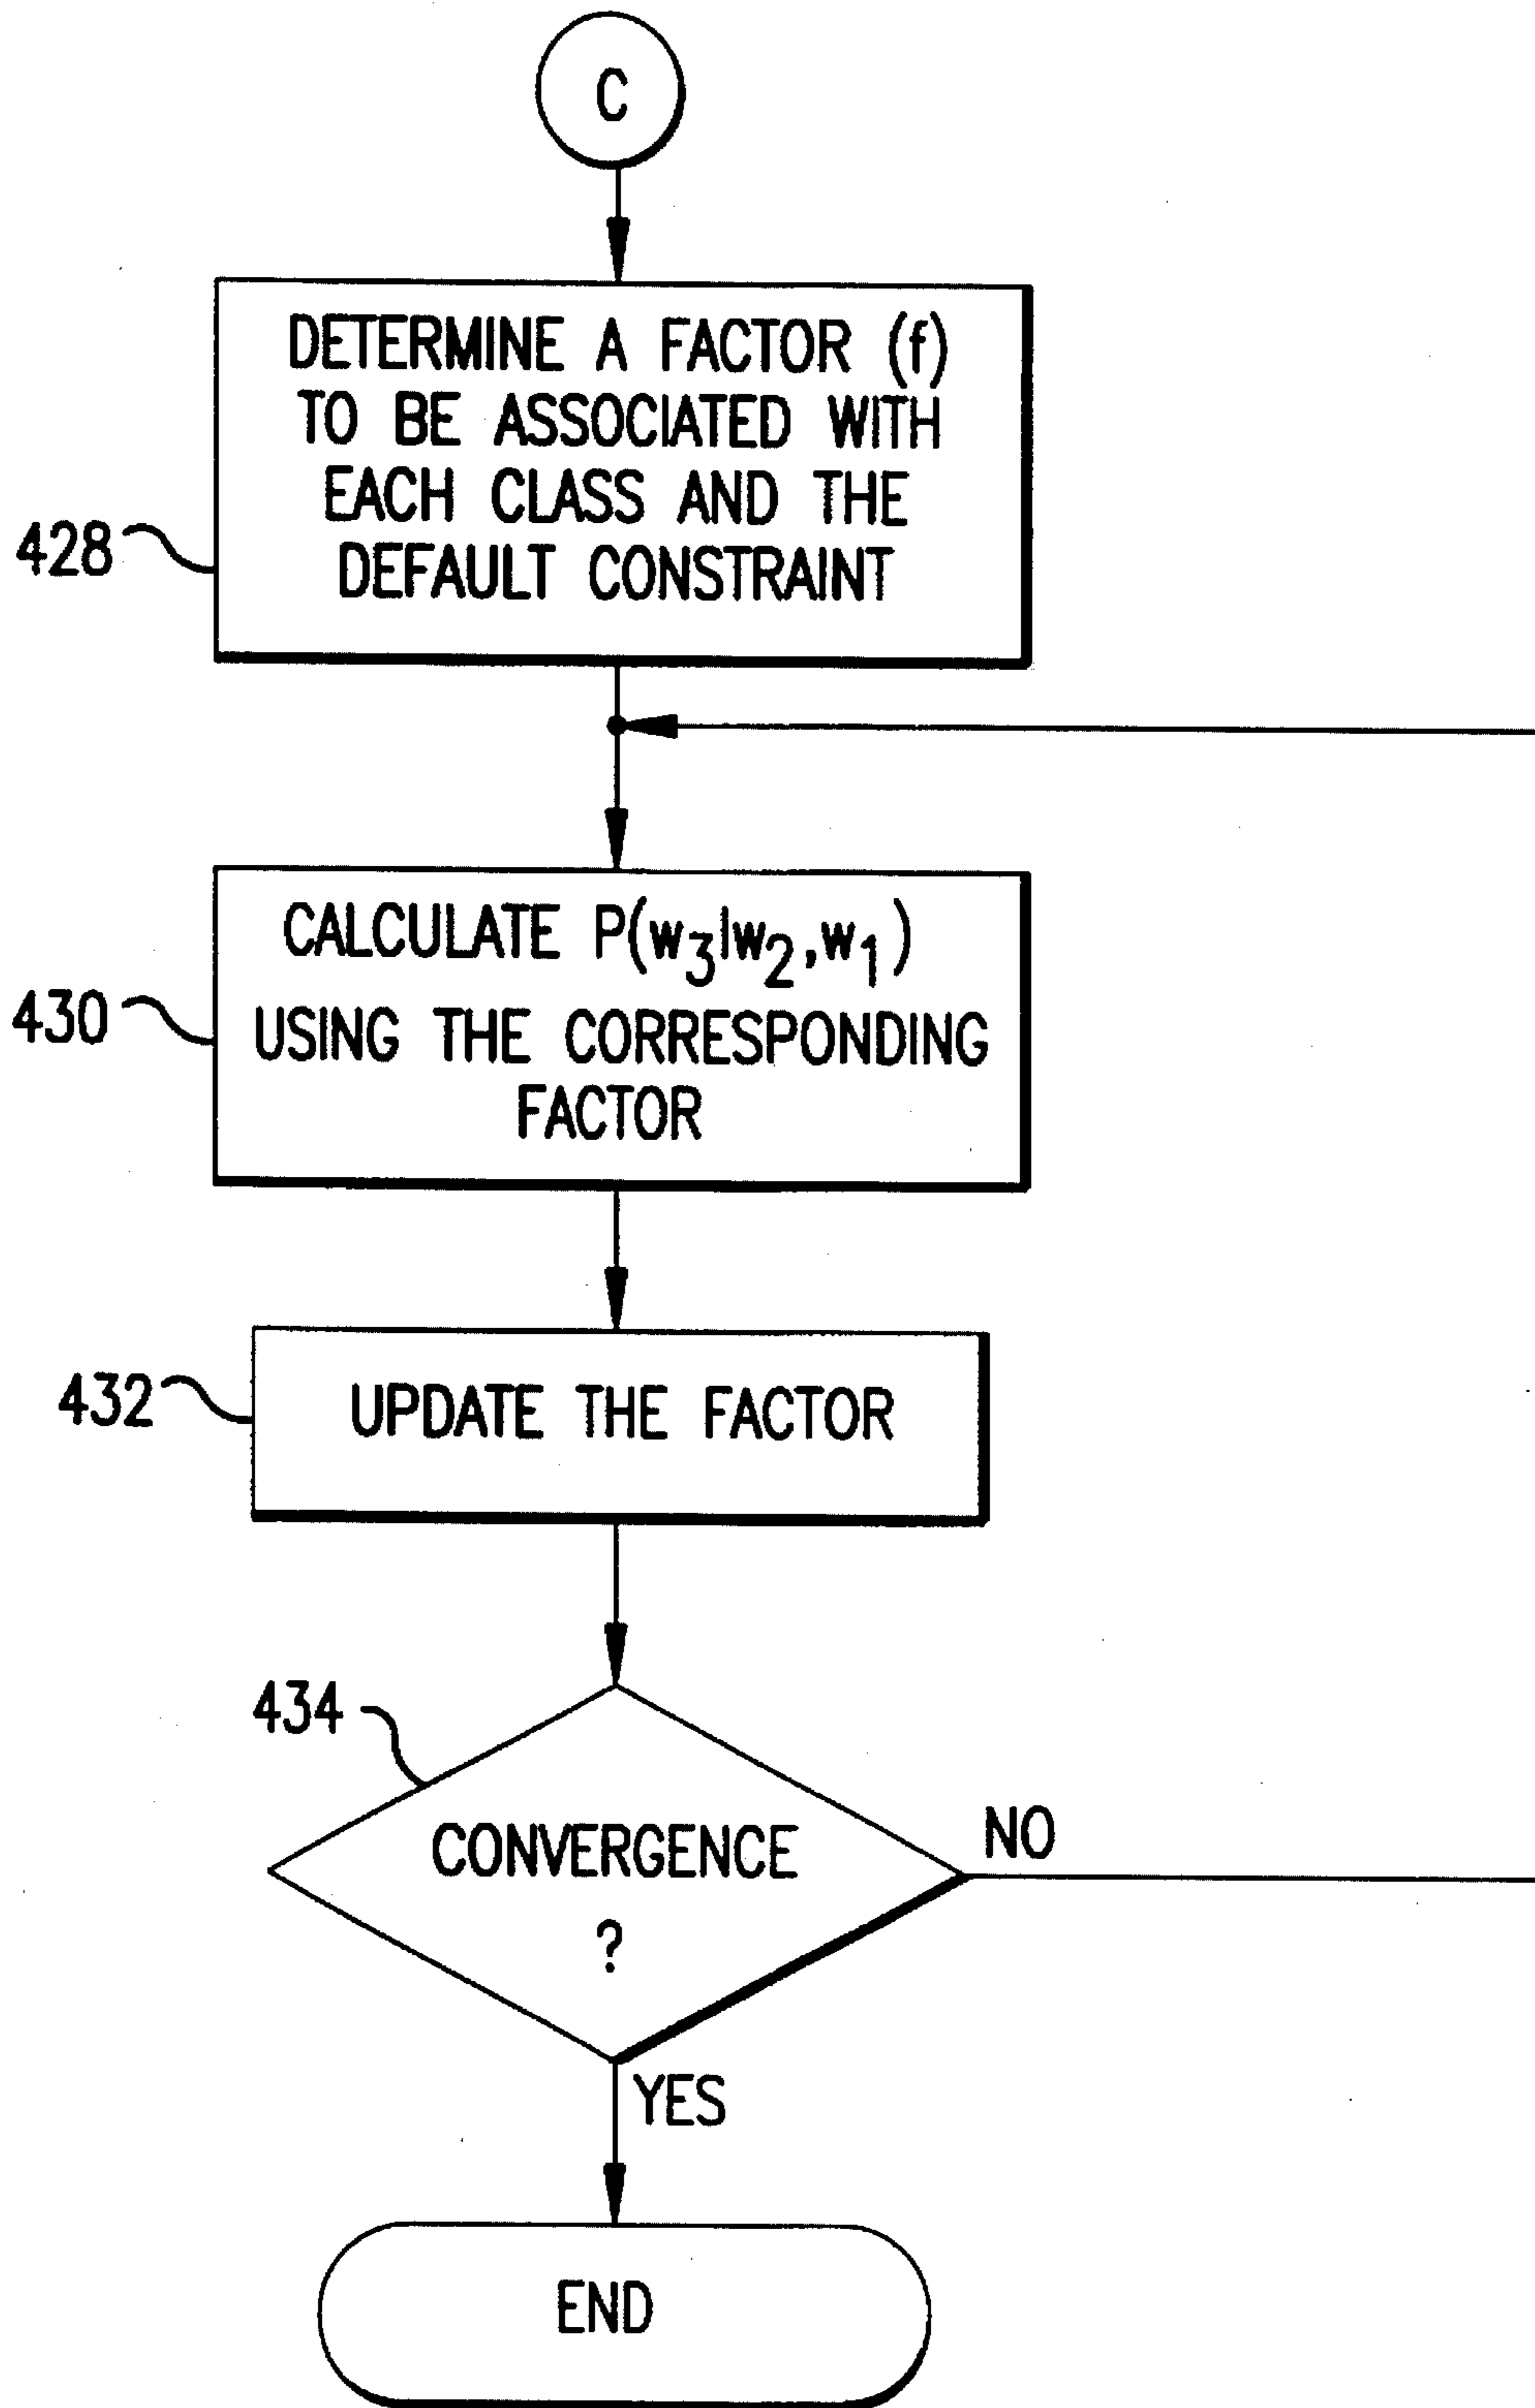 C
DETERMINE A FACTOR (f)
TO BE ASSOCIATED WITH
EACH CLASS AND THE
DEFAULT CONSTRAINT
428
CALCULATE P(w₃|w₂,w₁)
USING THE CORRESPONDING
FACTOR
430
UPDATE THE FACTOR
432
434
CONVERGENCE
?
NO
YES
END